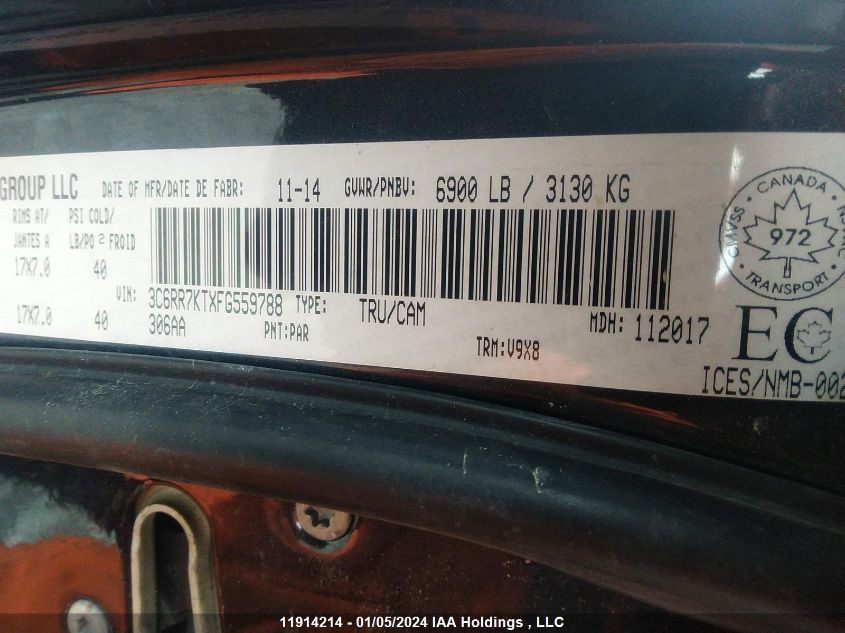 GROUP LLC DATE OF MFR/DATE DE FABR: 11-14 GVWR/PNBV: 6900 LB / 3130 KG
RIMS AT/ PSI COLD/
JANTES A LB/PO 2 FROID
17X7.0 40
17X7.0 40
VIN: 3C6RR7KTXFG559788 TYPE: TRU/CAM MDH: 112017
306AA PNT:PAR TRM:V9X8
CANADA
972
TRANSPORT
EC
ICES/NMB-002
11914214 - 01/05/2024 IAA Holdings , LLC